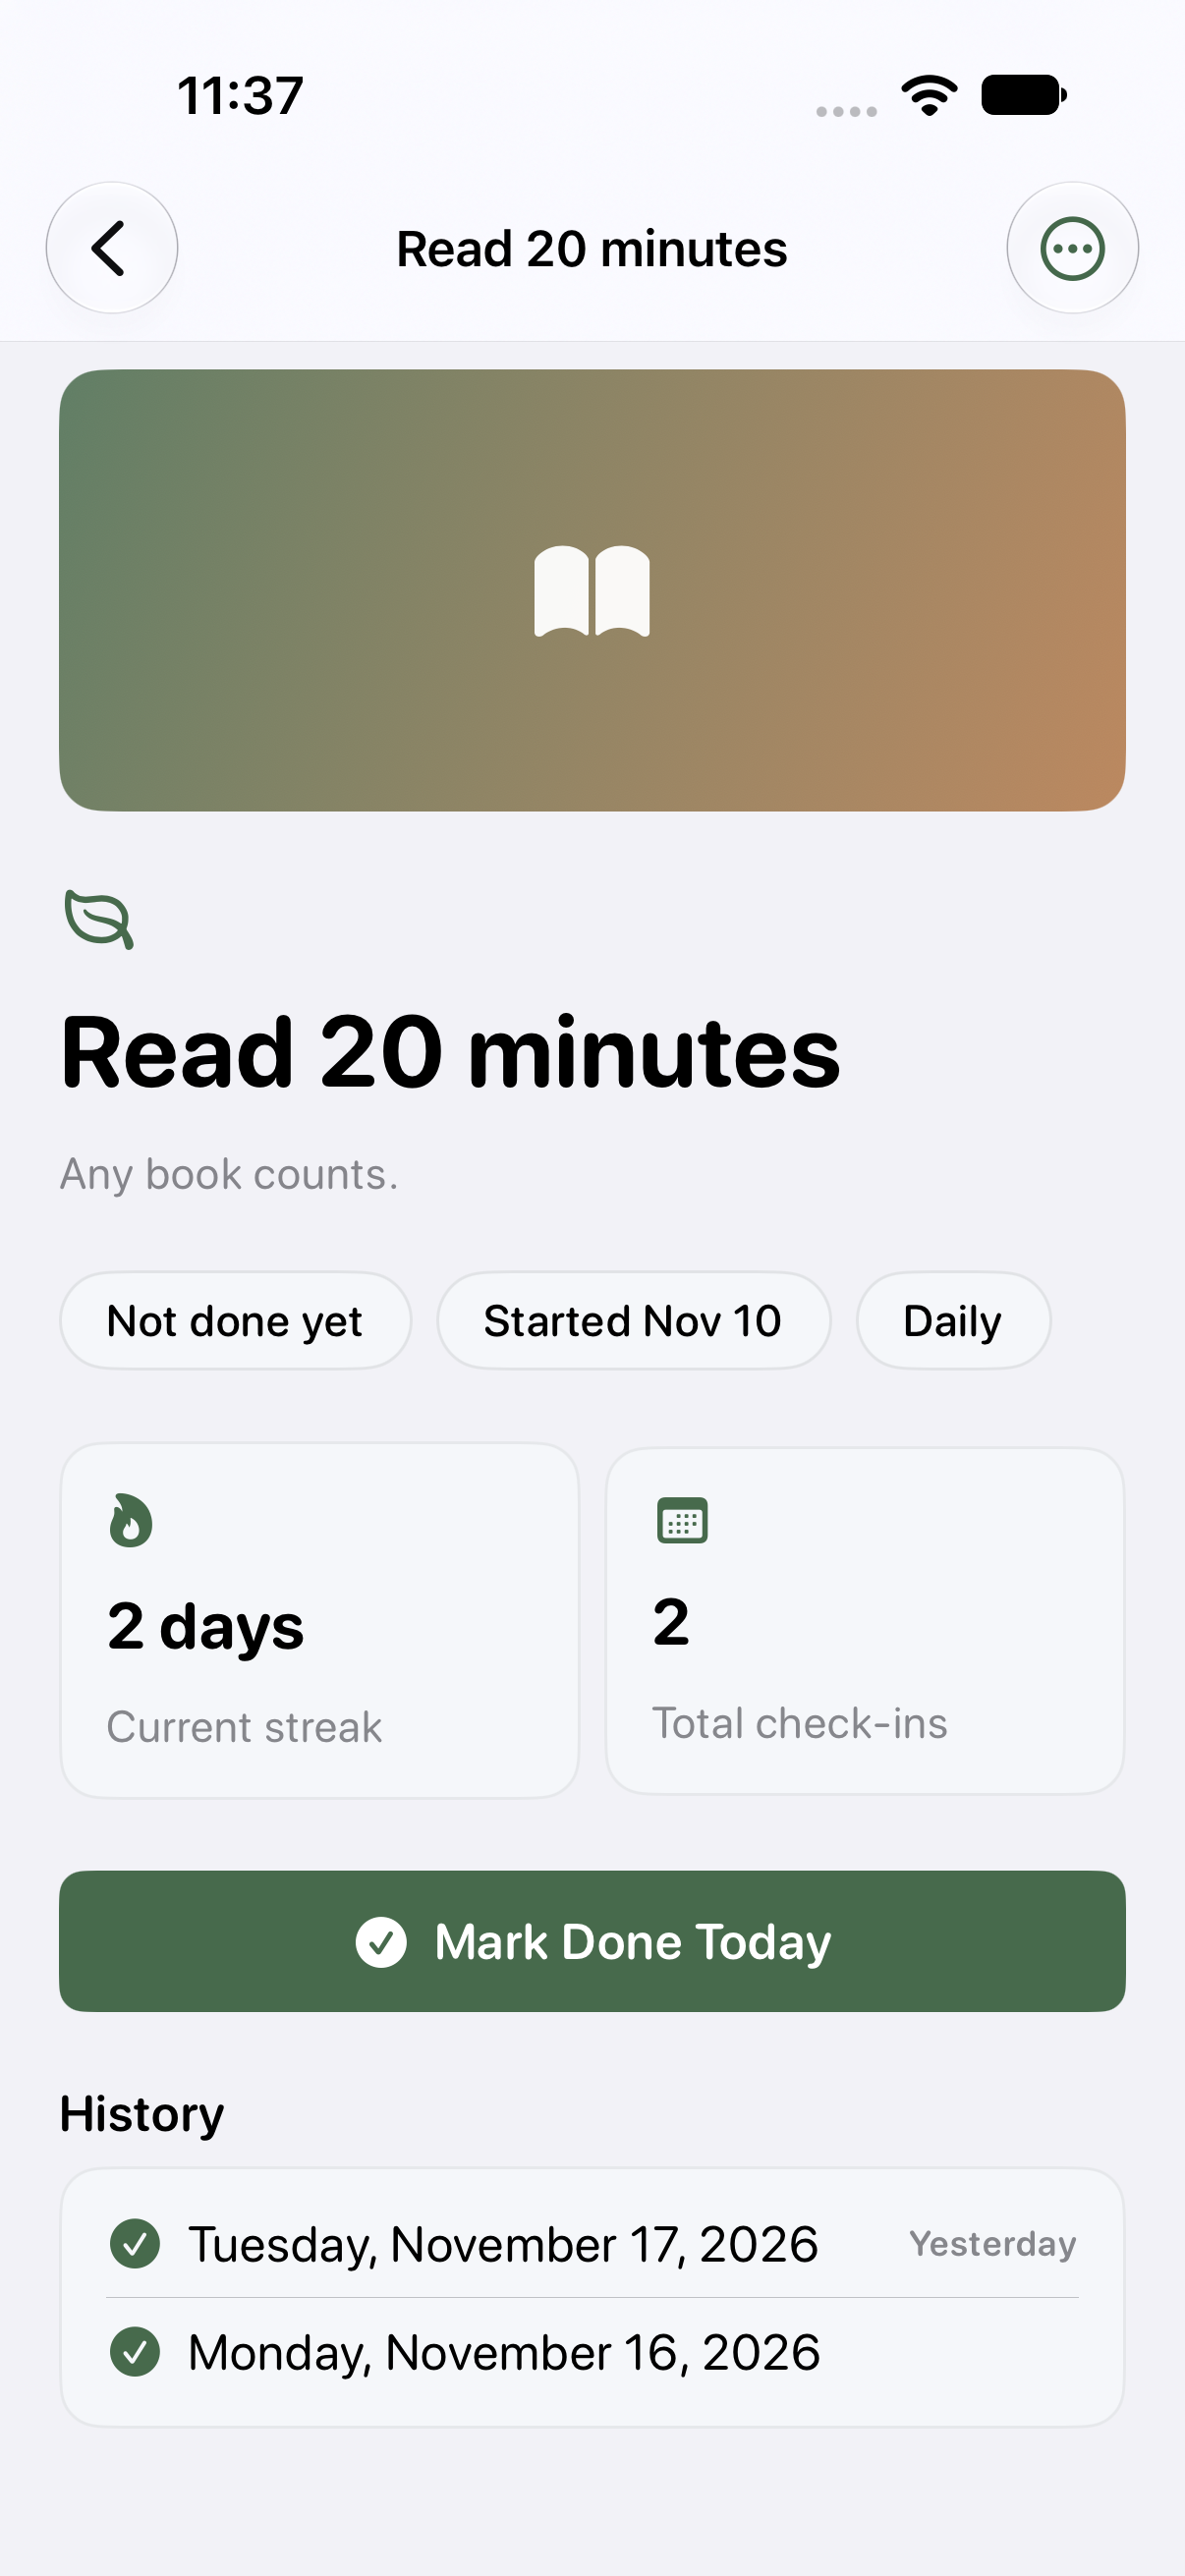 11:37
Read 20 minutes
Read 20 minutes
Any book counts.
Not done yet
Started Nov 10
Daily
2 days
Current streak
2
Total check-ins
Mark Done Today
History
Tuesday, November 17, 2026
Yesterday
Monday, November 16, 2026